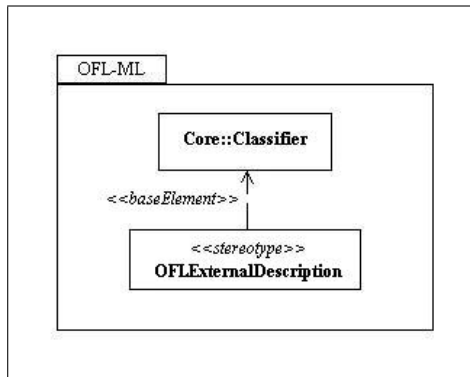 OFL-ML
Core::Classifier
<<baseElement>>
<<stereotype>>
OFLExternalDescription